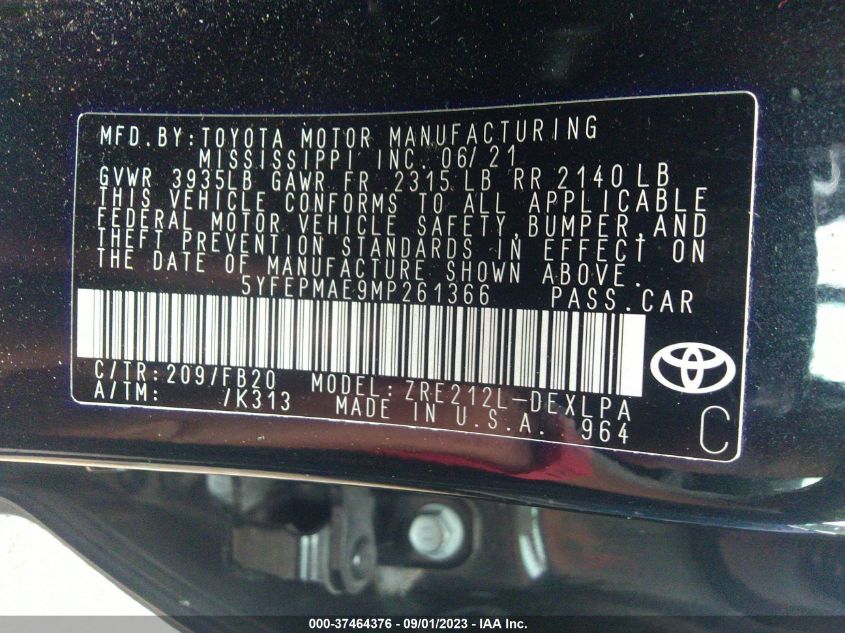 MFD.BY:TOYOTA MOTOR MANUFACTURING
MISSISSIPPI INC. 06/21
GVWR 3935LB GAWR FR 2315 LB RR 2140 LB
THIS VEHICLE CONFORMS TO ALL APPLICABLE
FEDERAL MOTOR VEHICLE SAFETY,BUMPER,AND
THEFT PREVENTION STANDARDS IN EFFECT ON
THE DATE OF MANUFACTURE SHOWN ABOVE.
5YFEPMAE9MP261366 PASS.CAR
C/TR:209/FB20 MODEL:ZRE212L-DEXLPA
A/TM: /K313 MADE IN U.S.A. 964
C
000-37464376 - 09/01/2023 - IAA Inc.